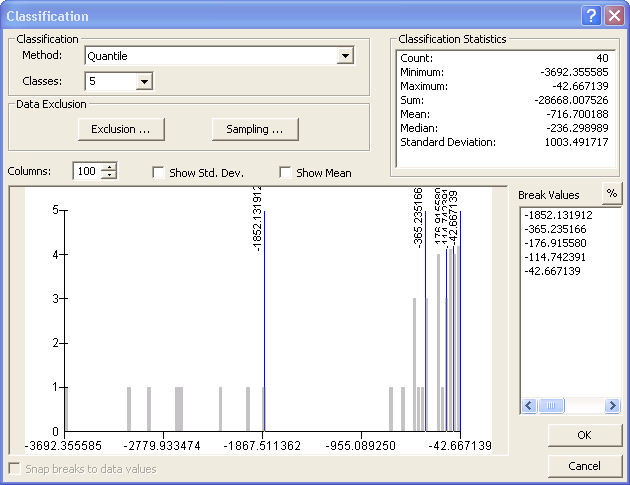 Classification
Classification
Method: Quantile
Classes: 5
Data Exclusion
Exclusion ...
Sampling ...
Columns: 100
Show Std. Dev.
Show Mean
Classification Statistics
Count: 40
Minimum: -3692.355585
Maximum: -42.667139
Sum: -28668.007526
Mean: -716.700188
Median: -236.298989
Standard Deviation: 1003.491717
-1852.131912
-365.235166
-176.915580
-114.742391
-42.667139
5
4
3
2
1
0
-3692.355585 -2779.933474 -1867.511362 -955.089250 -42.667139
Break Values
%
-1852.131912
-365.235166
-176.915580
-114.742391
-42.667139
OK
Cancel
Snap breaks to data values